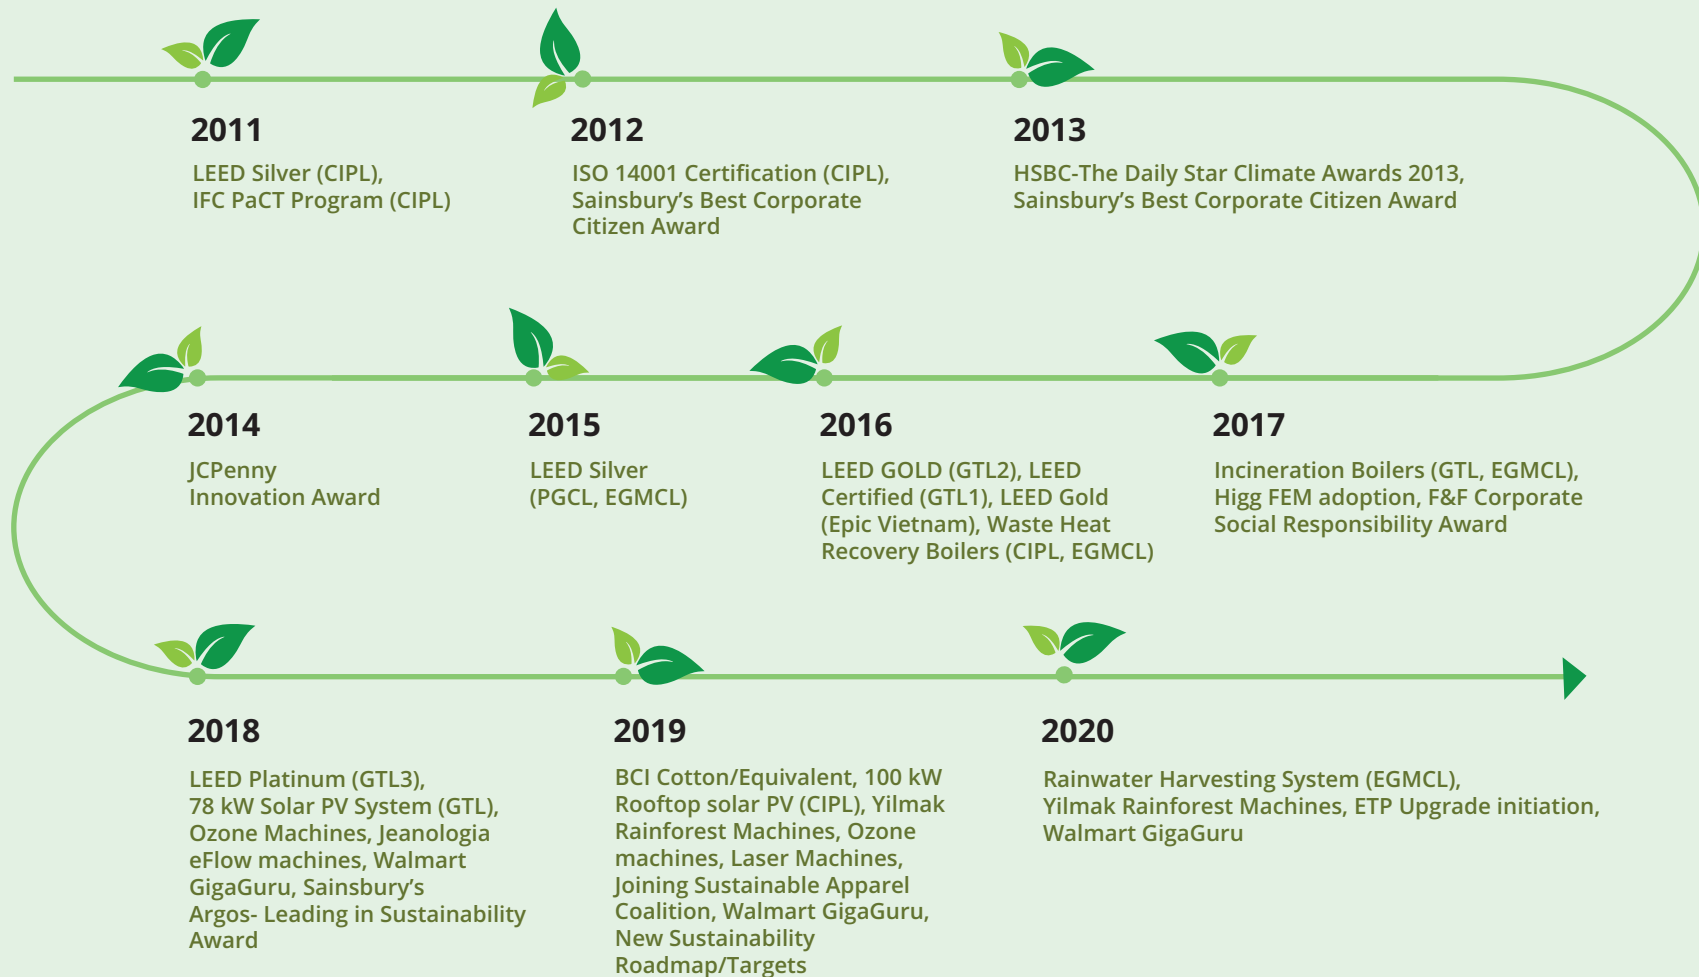 2011
LEED Silver (CIPL),
IFC PaCT Program (CIPL)
2012
ISO 14001 Certification (CIPL),
Sainsbury’s Best Corporate
Citizen Award
2013
HSBC-The Daily Star Climate Awards 2013,
Sainsbury’s Best Corporate Citizen Award
2014
JCPenny
Innovation Award
2015
LEED Silver
(PGCL, EGMCL)
2016
LEED GOLD (GTL2), LEED
Certified (GTL1), LEED Gold
(Epic Vietnam), Waste Heat
Recovery Boilers (CIPL, EGMCL)
2017
Incineration Boilers (GTL, EGMCL),
Higg FEM adoption, F&F Corporate
Social Responsibility Award
2018
LEED Platinum (GTL3),
78 kW Solar PV System (GTL),
Ozone Machines, Jeanologia
eFlow machines, Walmart
GigaGuru, Sainsbury’s
Argos- Leading in Sustainability
Award
2019
BCI Cotton/Equivalent, 100 kW
Rooftop solar PV (CIPL), Yilmak
Rainforest Machines, Ozone
machines, Laser Machines,
Joining Sustainable Apparel
Coalition, Walmart GigaGuru,
New Sustainability
Roadmap/Targets
2020
Rainwater Harvesting System (EGMCL),
Yilmak Rainforest Machines, ETP Upgrade initiation,
Walmart GigaGuru